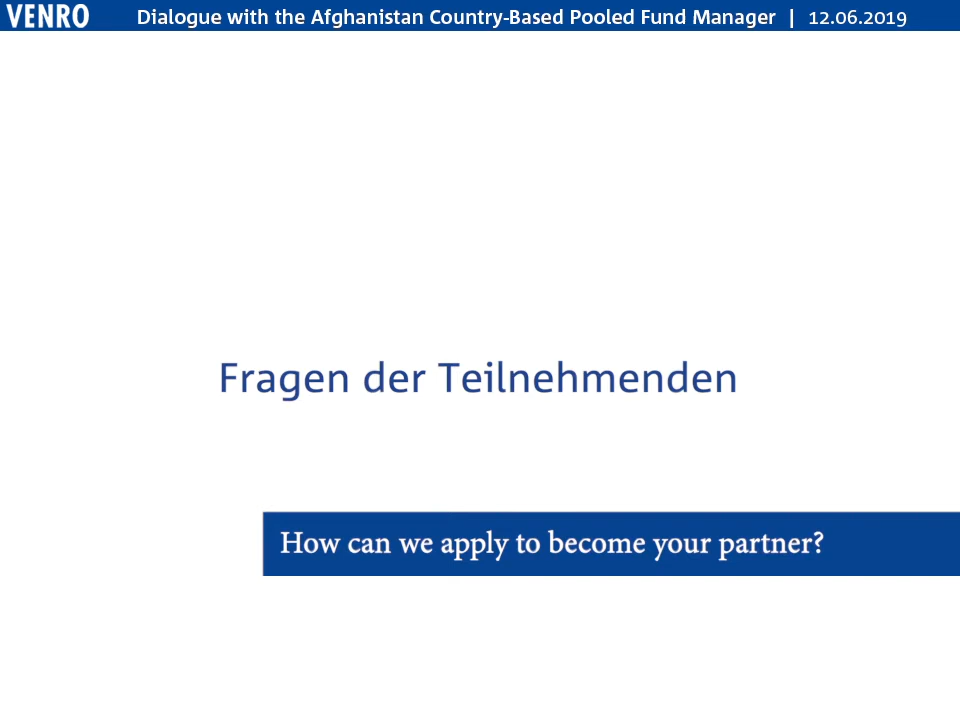 VENRO Dialogue with the Afghanistan Country-Based Pooled Fund Manager | 12.06.2019
Fragen der Teilnehmenden
How can we apply to become your partner?